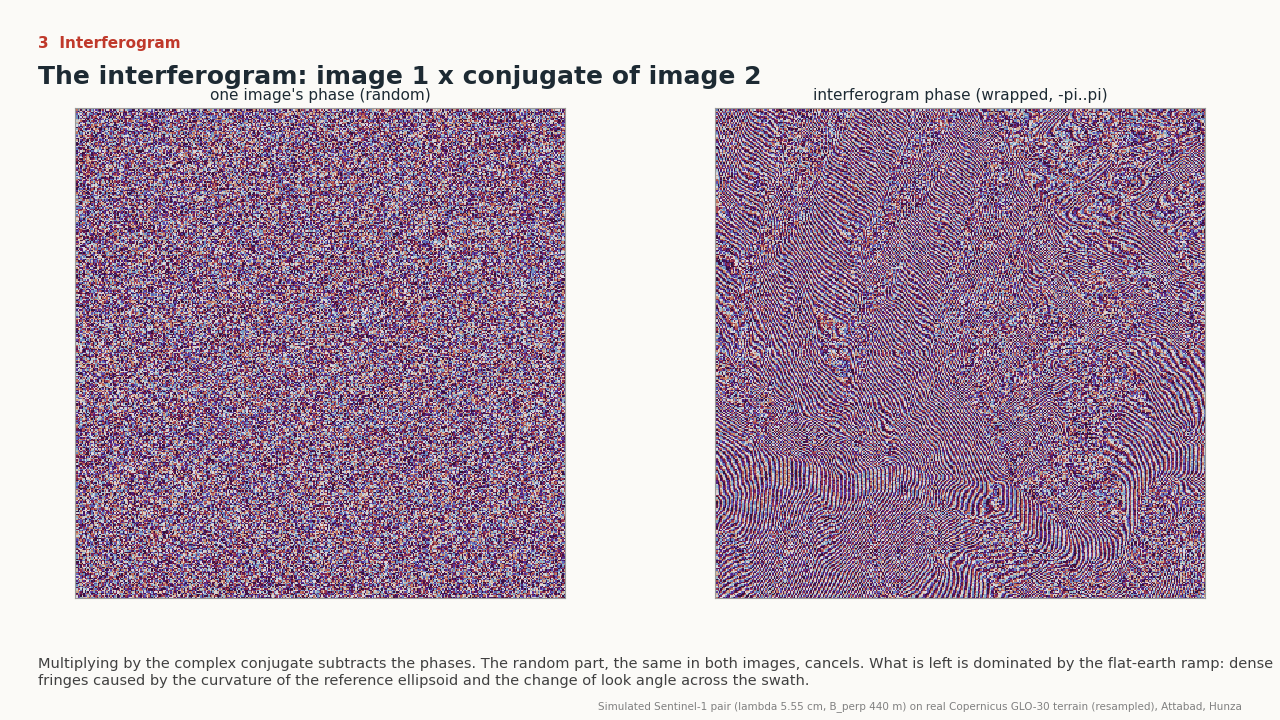 3  Interferogram
The interferogram: image 1 x conjugate of image 2
one image's phase (random)
interferogram phase (wrapped, -pi..pi)
Multiplying by the complex conjugate subtracts the phases. The random part, the same in both images, cancels. What is left is dominated by the flat-earth ramp: dense
fringes caused by the curvature of the reference ellipsoid and the change of look angle across the swath.
Simulated Sentinel-1 pair (lambda 5.55 cm, B_perp 440 m) on real Copernicus GLO-30 terrain (resampled), Attabad, Hunza